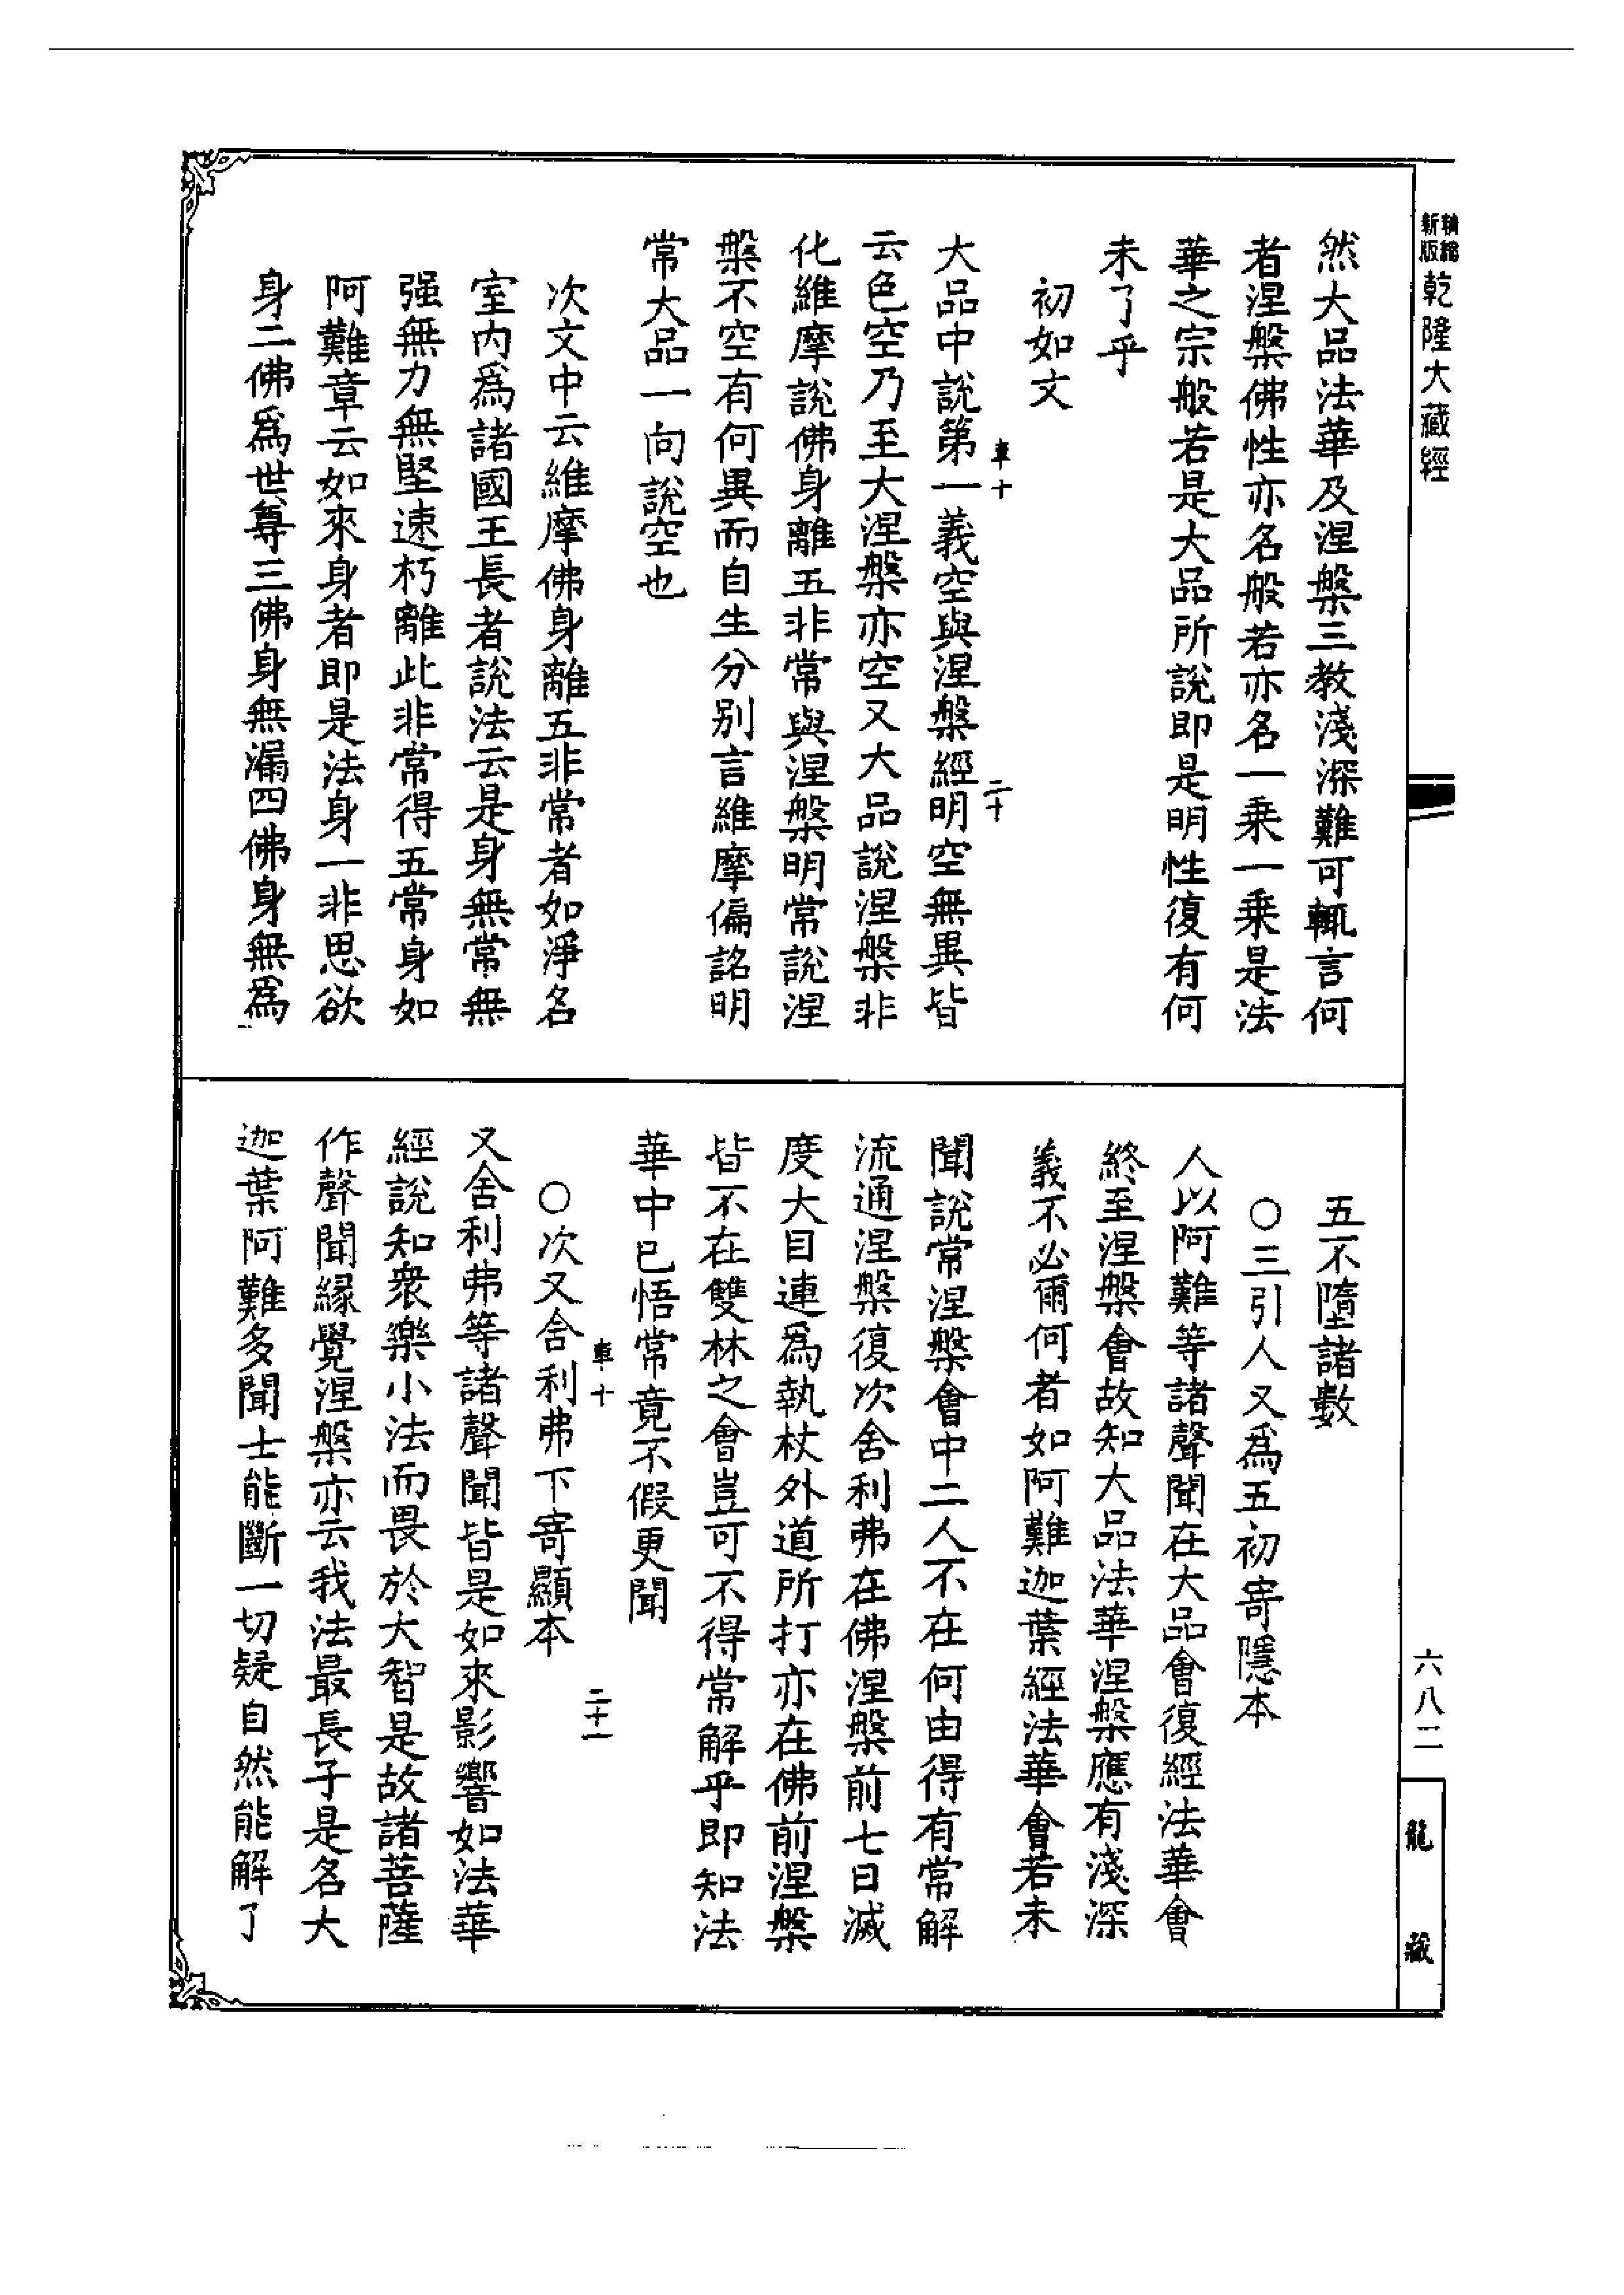 新版
乾隆大藏經
然大品法華及涅槃三教淺深難可輒言何
者涅槃佛性亦名般若亦名一乘一乘是法
華之宗般若是大品所說即是明性復有何
未了乎
初如文
車十
二十
大品中說第一義空與涅槃經明空無異皆
云色空乃至大涅槃亦空又大品說涅槃非
化維摩說佛身離五非常與涅槃明常說涅
槃不空有何異而自生分別言維摩偏詺明
常大品一向說空也
次文中云維摩佛身離五非常者如淨名
室內爲諸國王長者說法云是身無常無
强無力無堅速朽離此非常得五常身如
阿難章云如來身者即是法身一非思欲
身二佛爲世尊三佛身無漏四佛身無爲
五不墮諸數
○三引人又爲五初寄隱本
人以阿難等諸聲聞在大品會復經法華會
終至涅槃會故知大品法華涅槃應有淺深
義不必爾何者如阿難迦葉經法華會若未
聞說常涅槃會中二人不在何由得有常解
流通涅槃復次舍利弗在佛涅槃前七日滅
度大目連爲執杖外道所打亦在佛前涅槃
皆不在雙林之會豈可不得常解乎即知法
華中已悟常竟不假更聞
車十
二十一
○次又舍利弗下寄顯本
又舍利弗等諸聲聞皆是如來影響如法華
經說知衆樂小法而畏於大智是故諸菩薩
作聲聞緣覺涅槃亦云我法最長子是名大
迦葉阿難多聞士能斷一切疑自然能解了
六八二
龍藏